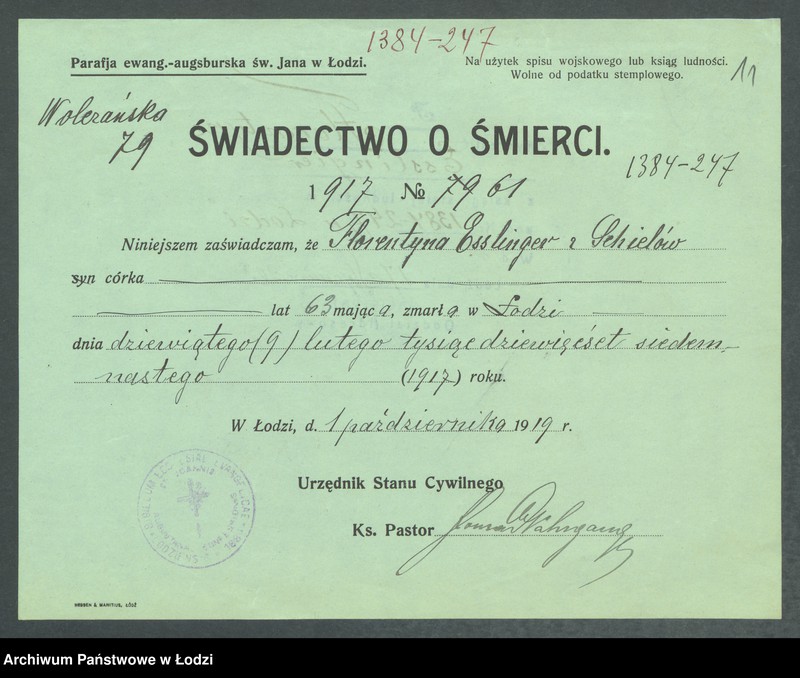 1384-247
Parafja ewang.-augsburska św. Jana w Łodzi.
Na użytek spisu wojskowego lub ksiąg ludności.
Wolne od podatku stemplowego.
11
Wolczańska
79
ŚWIADECTWO O ŚMIERCI.
1384-247
1917 № 7961
Niniejszem zaświadczam, że Florentyna Esslinger z Schielów
syn córka
lat 63 mająca, zmarła w Łodzi
dnia dziewiątego (9) lutego tysiąc dziewięćset siedem-
nastego (1917) roku.
W Łodzi, d. 1 października 1919 r.
Urzędnik Stanu Cywilnego
Ks. Pastor
HESSEN & MANITIUS, ŁÓDŹ
Archiwum Państwowe w Łodzi